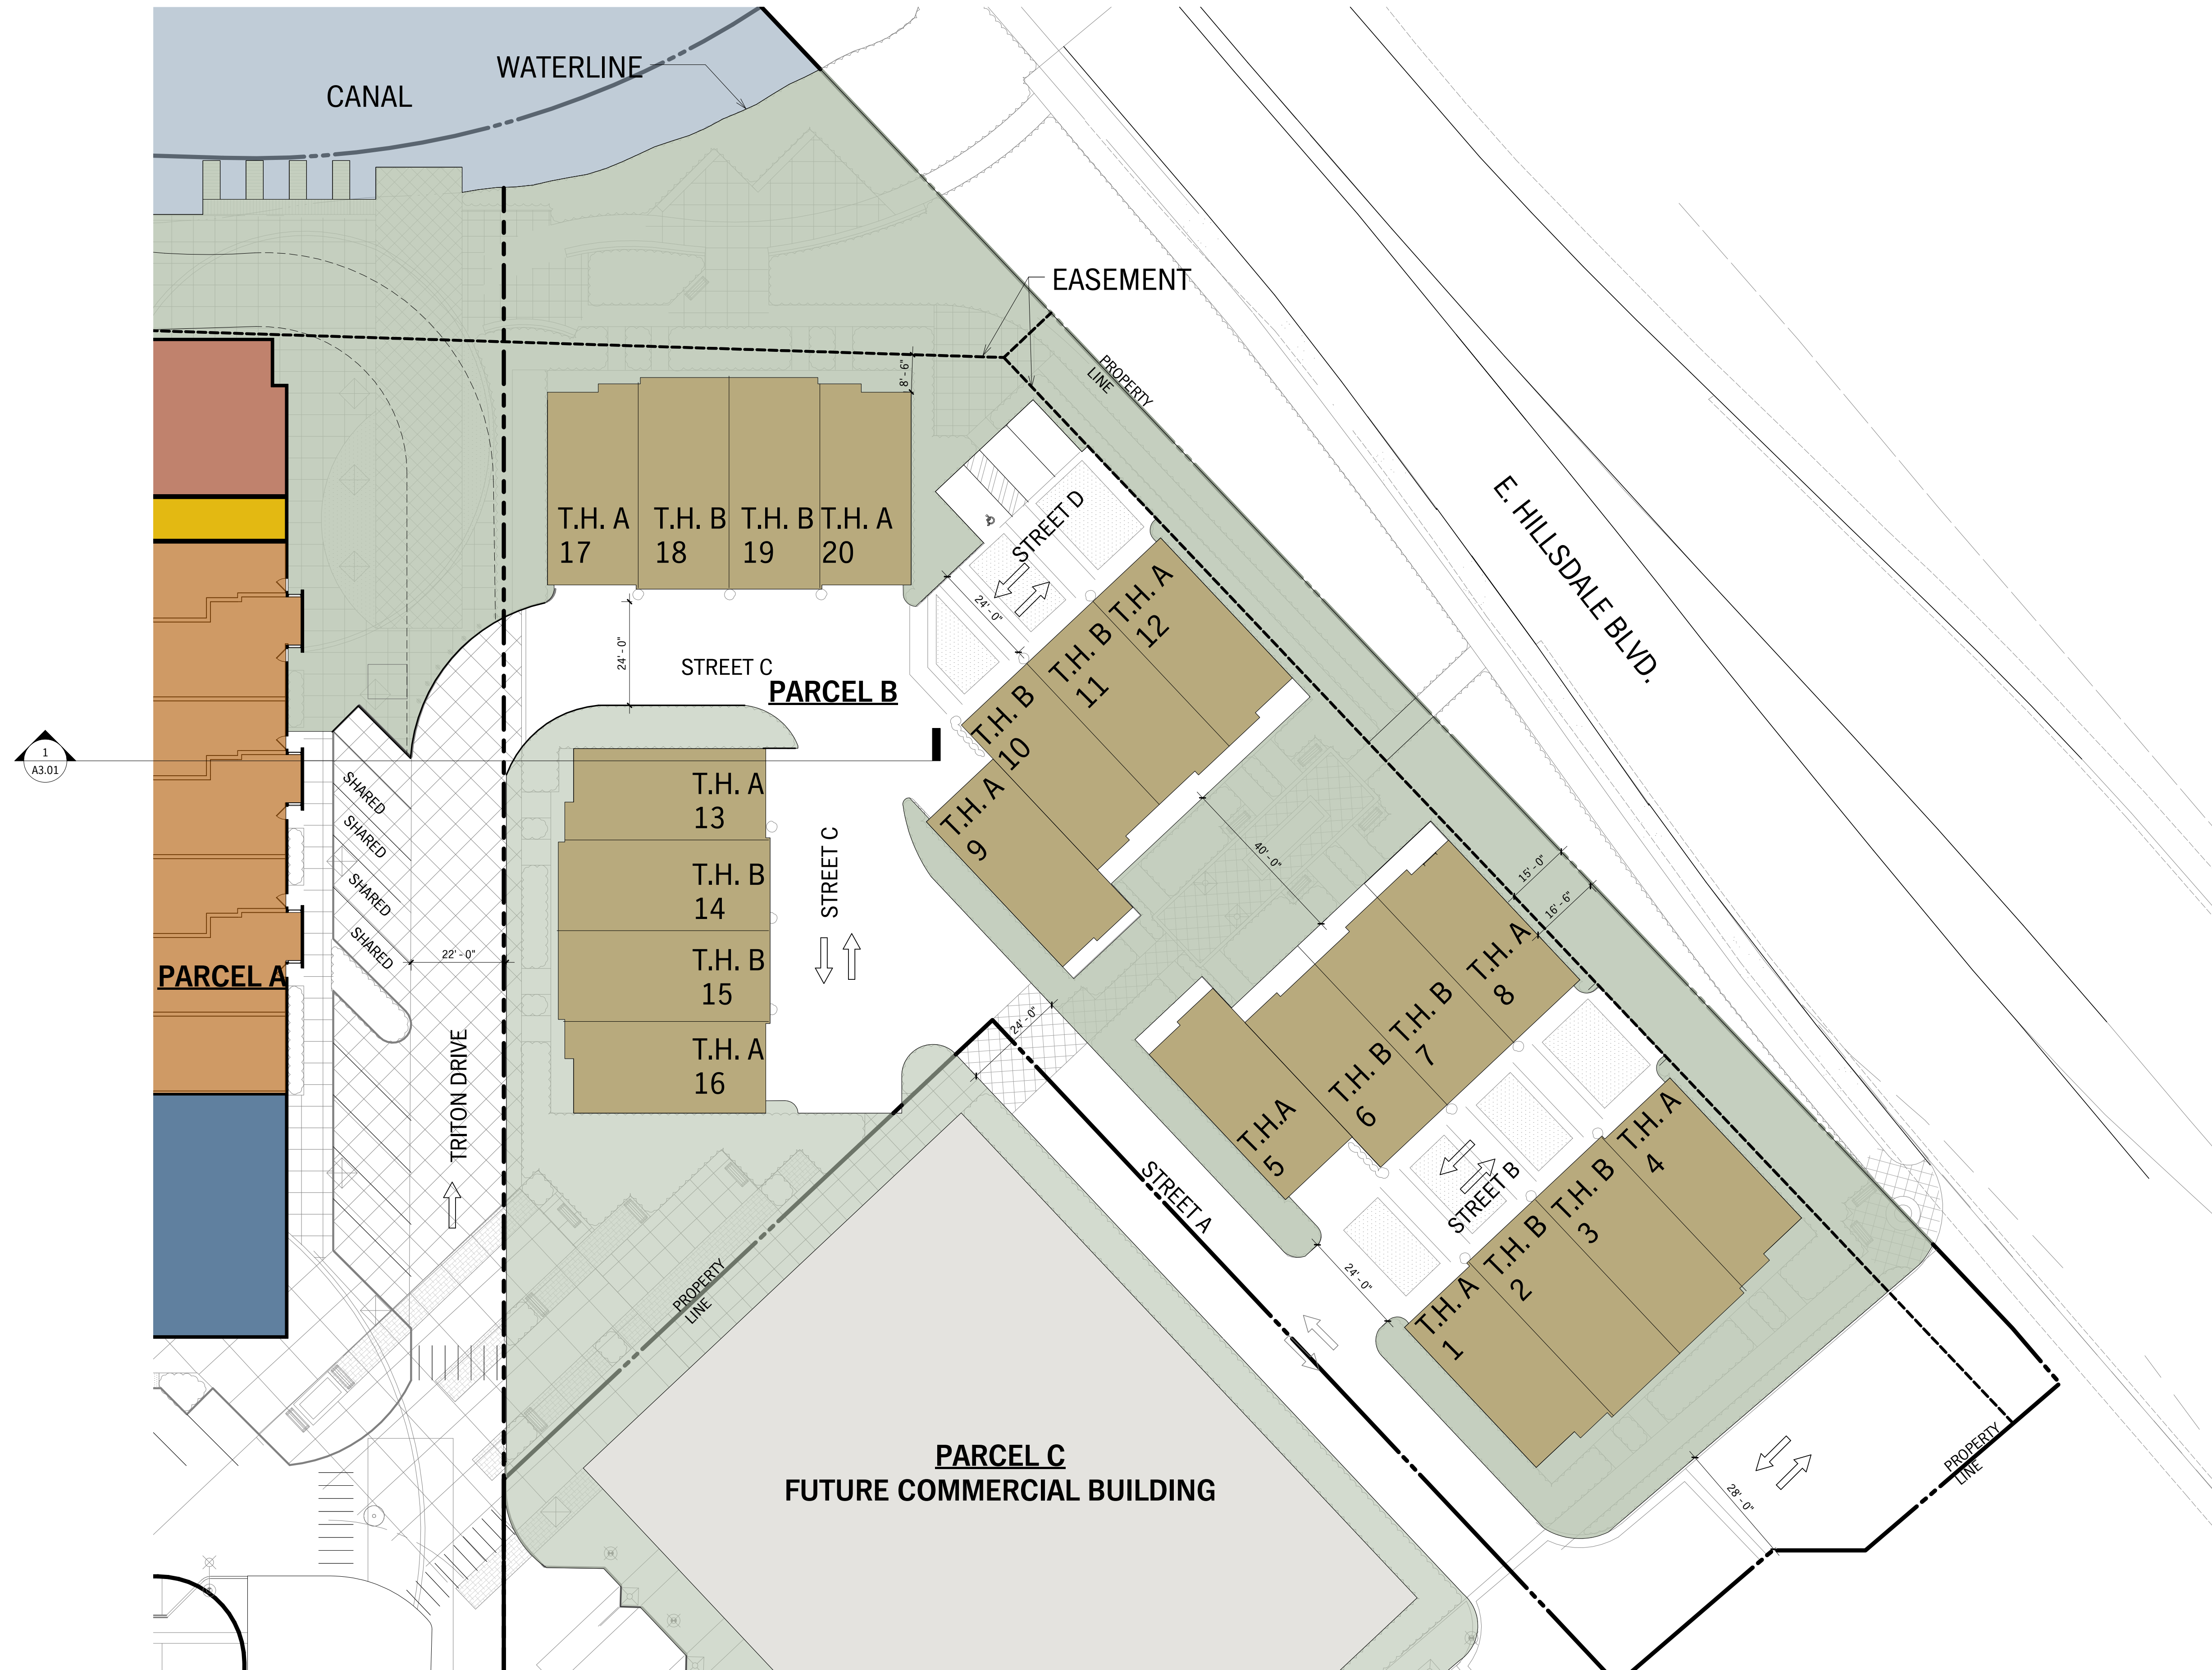 WATERLINE
CANAL
EASEMENT
PROPERTY
LINE
8' - 6"
T.H. A
17
T.H. B
18
T.H. B
19
T.H. A
20
STREET D
24' - 0"
E. HILLSDALE BLVD.
T.H. A
12
T.H. B
11
T.H. B
10
T.H. A
9
24' - 0"
STREET C
PARCEL B
1
A3.01
SHARED
SHARED
SHARED
SHARED
T.H. A
13
T.H. B
14
T.H. B
15
T.H. A
16
STREET C
40' - 0"
15' - 0"
16' - 6"
PARCEL A
22' - 0"
TRITON DRIVE
24' - 0"
T.H. A
8
T.H. B
7
T.H. B
6
T.H.A
5
STREET A
STREET B
T.H. A
4
T.H. B
3
T.H. B
2
T.H. A
1
24' - 0"
PROPERTY
LINE
PARCEL C
FUTURE COMMERCIAL BUILDING
28' - 0"
PROPERTY
LINE